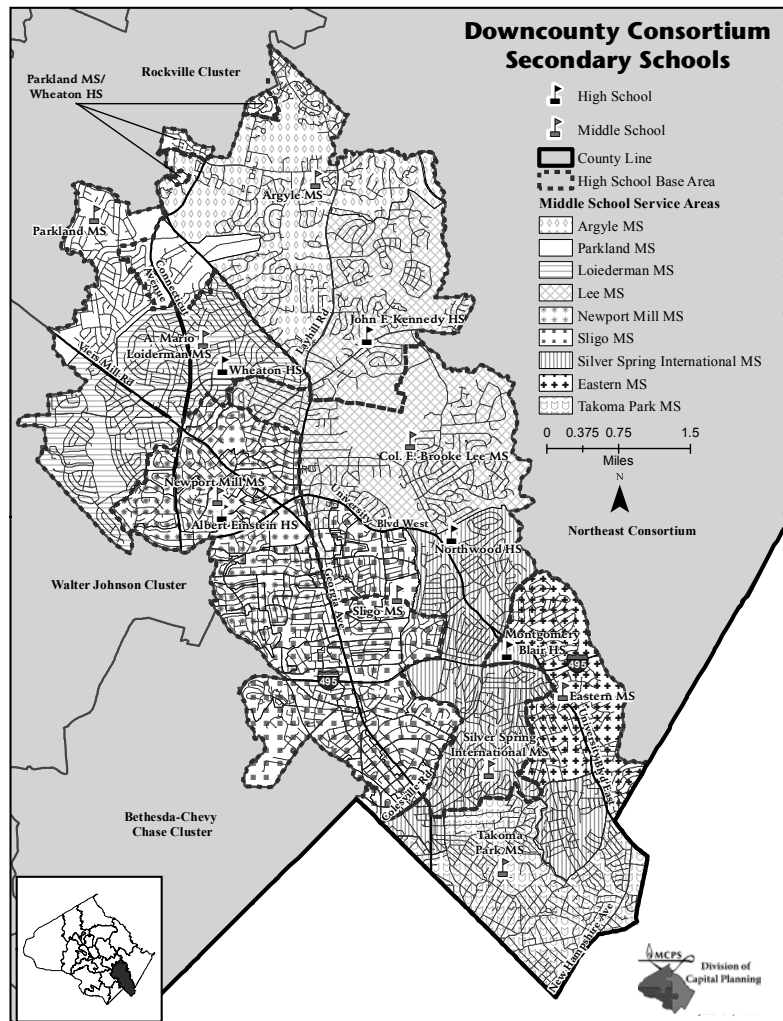 Downcounty Consortium
Secondary Schools
Parkland MS/
Wheaton HS
Rockville Cluster
High School
Middle School
County Line
High School Base Area
Middle School Service Areas
Argyle MS
Parkland MS
Loiederman MS
Lee MS
Newport Mill MS
Sligo MS
Silver Spring International MS
Eastern MS
Takoma Park MS
0 0.375 0.75 1.5
Miles
N
Northeast Consortium
Argyle MS
Parkland MS
Connecticut
Avenue
Layhill Rd
John F. Kennedy HS
A. Mario
Loiderman MS
Viers Mill Rd
Wheaton HS
Col. E. Brooke Lee MS
Newport Mill MS
University
Blvd West
Albert Einstein HS
Northwood HS
Walter Johnson Cluster
Georgia Ave
Sligo MS
Montgomery
Blair HS
495
495
Eastern MS
University Blvd East
Silver Spring
International MS
Colesville Rd
Bethesda-Chevy
Chase Cluster
Takoma
Park MS
New Hampshire Ave
MCPS
Division of
Capital Planning